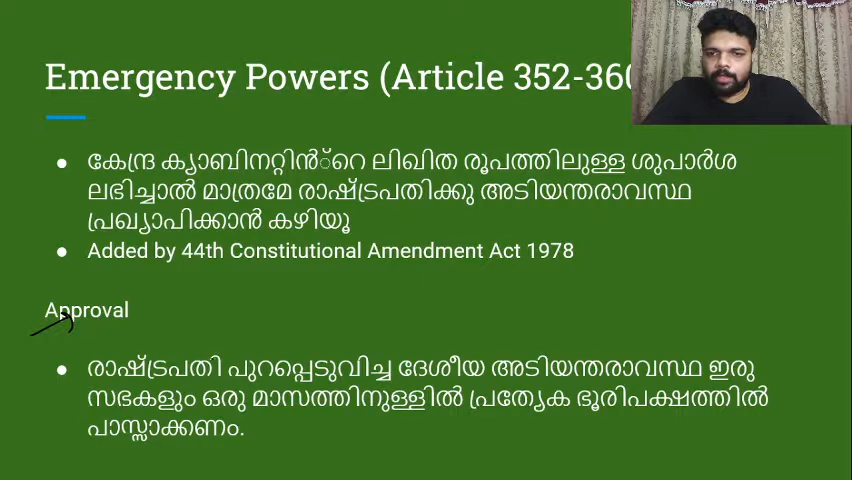 Emergency Powers (Article 352-360
കേന്ദ്ര ക്യാബിനറ്റിൻ്റെ ലിഖിത രൂപത്തിലുള്ള ശുപാർശ
ലഭിച്ചാൽ മാത്രമേ രാഷ്ട്രപതിക്കു അടിയന്തരാവസ്ഥ
പ്രഖ്യാപിക്കാൻ കഴിയൂ
Added by 44th Constitutional Amendment Act 1978
Approval
രാഷ്ട്രപതി പുറപ്പെടുവിച്ച ദേശീയ അടിയന്തരാവസ്ഥ ഇരു
സഭകളും ഒരു മാസത്തിനുള്ളിൽ പ്രത്യേക ഭൂരിപക്ഷത്തിൽ
പാസ്സാക്കണം.